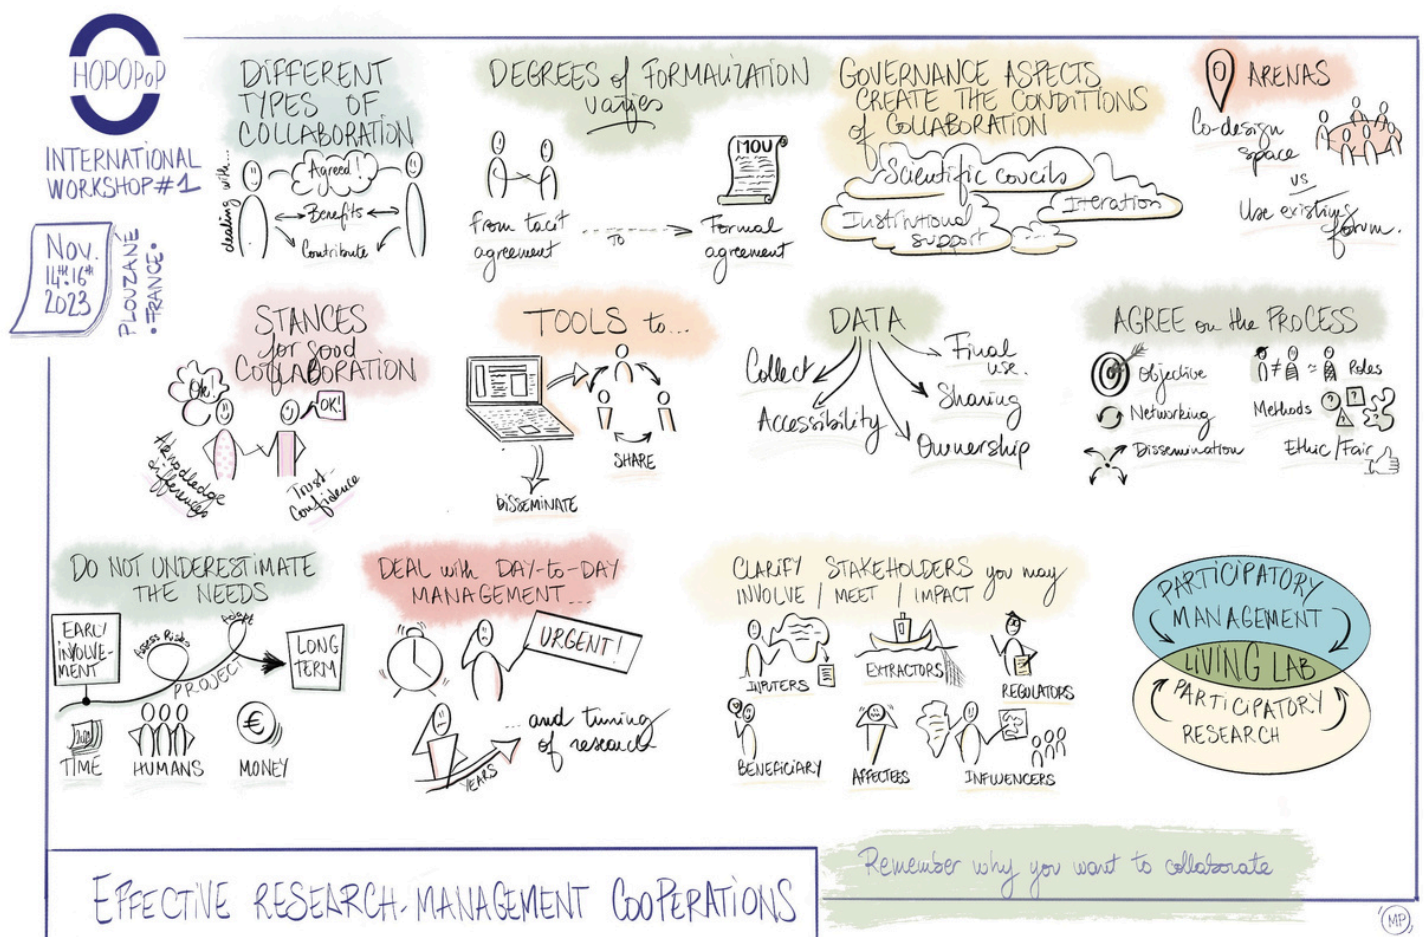 HOPOPoP
INTERNATIONAL
WORKSHOP #1
NOV.
14th.16th
2023
PLOUZANÉ
• FRANCE •
DIFFERENT
TYPES OF
COLLABORATION
dealing with...
Agreed!
Benefits
Contribute
DEGREES of FORMALIZATION
varies
from tacit
agreement
TO
MOU
Formal
agreement
GOVERNANCE ASPECTS
CREATE THE CONDITIONS
of COLLABORATION
Scientific coucils
Institutional
support
Iteration
...
ARENAS
Co-design
space
vs
Use existing
forum.
STANCES
for good
COLLABORATION
Ok!
OK!
Aknodledge
differences
Trust
Confidence
TOOLS to...
SHARE
DISSEMINATE
DATA
Collect
Accessibility
Final
use.
Sharing
Ownership
AGREE on the PROCESS
Objective
Networking
Dissemination
Roles
Methods
Ethic/Fair
DO NOT UNDERESTIMATE
THE NEEDS
EARLY
INVOLVE-
MENT
Assess Risks
Adapt
PROJECT
LONG
TERM
TIME
HUMANS
MONEY
€
DEAL with DAY-to-DAY
MANAGEMENT...
URGENT!
YEARS
... and timing
of research
CLARIFY STAKEHOLDERS you may
INVOLVE / MEET / IMPACT
INPUTERS
EXTRACTORS
REGULATORS
BENEFICIARY
AFFECTEES
INFLUENCERS
PARTICIPATORY
MANAGEMENT
LIVING LAB
PARTICIPATORY
RESEARCH
EFFECTIVE RESEARCH-MANAGEMENT COOPERATIONS
Remember why you want to collaborate
MP